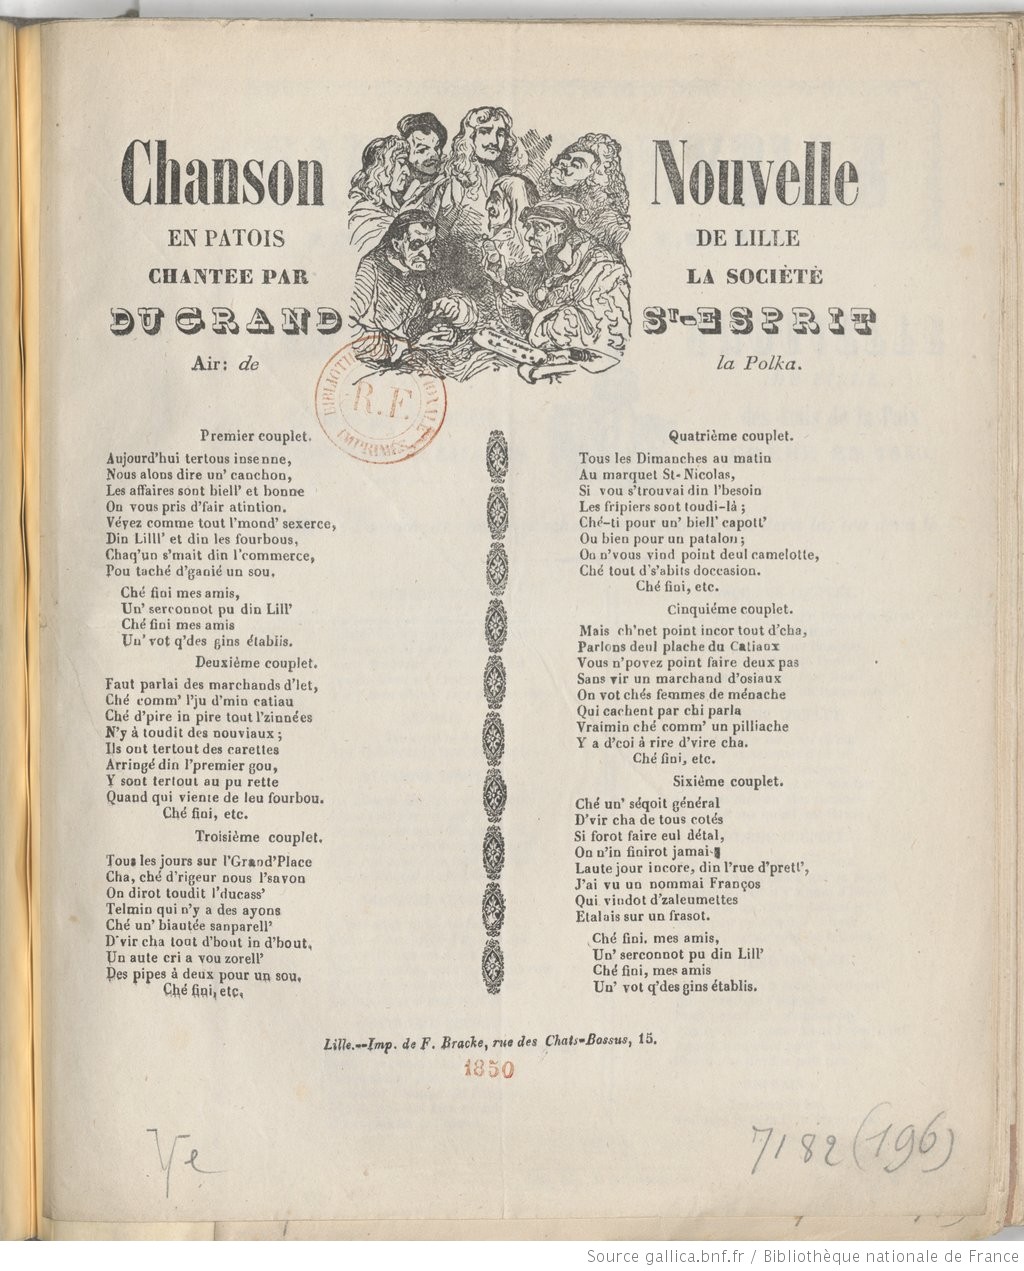 Chanson Nouvelle
EN PATOIS DE LILLE
CHANTEE PAR LA SOCIÉTÉ
DU GRAND ST-ESPRIT
Air: de la Polka.
BIBLIOTHÈQUE NATIONALE
R.F.
IMPRIMÉS
Premier couplet.
Aujourd'hui tertous insenne,
Nous alons dire un' canchon,
Les affaires sont biell' et bonne
On vous pris d'fair atintion.
Véyez comme tout l'mond' sexerce,
Din Lilll' et din les fourbous,
Chaq'un s'mait din l'commerce,
Pou taché d'ganié un sou.
Ché fini mes amis,
Un' serconnot pu din Lill'
Ché fini mes amis
Un' vot q'des gins établis.
Deuxième couplet.
Faut parlai des marchands d'let,
Ché comm' l'ju d'min catiau
Ché d'pire in pire tout l'zinnées
N'y à toudit des nouviaux ;
Ils ont tertout des carettes
Arringé din l'premier gou,
Y sont tertout au pu rette
Quand qui viente de leu fourbou.
Ché fini, etc.
Troisième couplet.
Tous les jours sur l'Grand'Place
Cha, ché d'rigeur nous l'savon
On dirot toudit l'ducass'
Telmin qui n'y a des ayons
Ché un' biautée sanparell'
D'vir cha tout d'bout in d'bout,
Un aute cri a vou zorell'
Des pipes à deux pour un sou.
Ché fini, etc.
Quatrième couplet.
Tous les Dimanches au matin
Au marquet St-Nicolas,
Si vou s'trouvai din l'besoin
Les fripiers sont toudi-là ;
Ché-ti pour un' biell' capott'
Ou bien pour un patalon ;
On n'vous vind point deul camelotte,
Ché tout d's'abits doccasion.
Ché fini, etc.
Cinquiéme couplet.
Mais ch'net point incor tout d'cha,
Parlons deul plache du Catiaux
Vous n'povez point faire deux pas
Sans vir un marchand d'osiaux
On vot chés femmes de ménache
Qui cachent par chi parla
Vraimin ché comm' un pilliache
Y a d'coi à rire d'vire cha.
Ché fini, etc.
Sixième couplet.
Ché un' séqoit général
D'vir cha de tous cotés
Si forot faire eul détal,
On n'in finirot jamais
Laute jour incore, din l'rue d'prett',
J'ai vu un nommai Franços
Qui vindot d'zaleumettes
Etalais sur un frasot.
Ché fini, mes amis,
Un' serconnot pu din Lill'
Ché fini, mes amis
Un' vot q'des gins établis.
Lille.--Imp. de F. Bracke, rue des Chats-Bossus, 15.
1850
Ye
7182 (196)
Source gallica.bnf.fr / Bibliothèque nationale de France